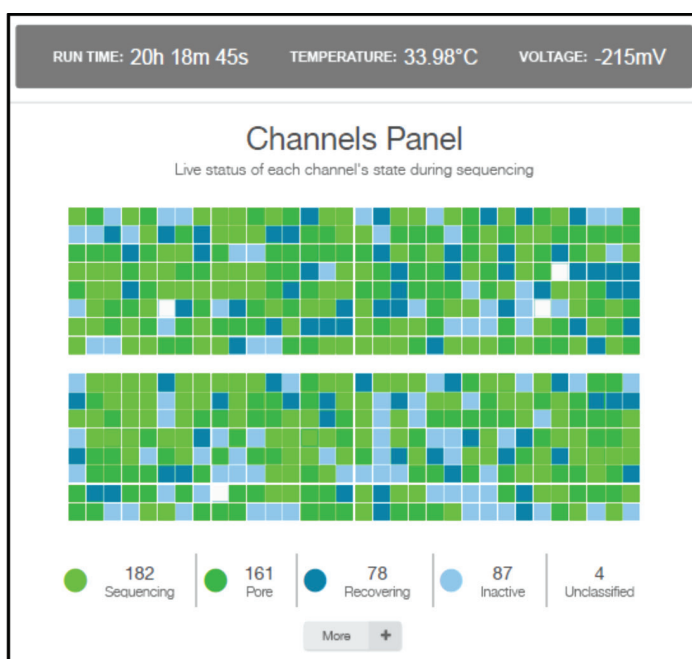 RUN TIME: 20h 18m 45s TEMPERATURE: 33.98°C VOLTAGE: -215mV
Channels Panel
Live status of each channel's state during sequencing
182 161 78 87 4
Sequencing Pore Recovering Inactive Unclassified
More +